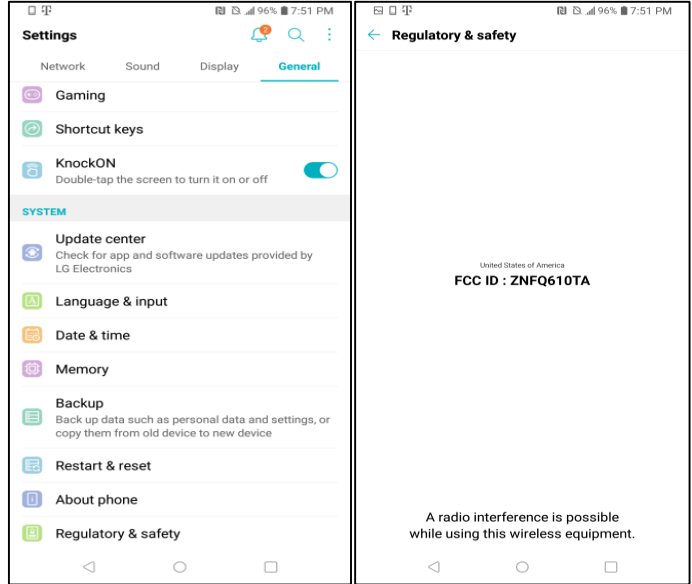 96% 7:51 PM
Settings
2
Network Sound Display General
Gaming
Shortcut keys
KnockON
Double-tap the screen to turn it on or off
SYSTEM
Update center
Check for app and software updates provided by
LG Electronics
Language & input
Date & time
Memory
Backup
Back up data such as personal data and settings, or
copy them from old device to new device
Restart & reset
About phone
Regulatory & safety
96% 7:51 PM
Regulatory & safety
United States of America
FCC ID : ZNFQ610TA
A radio interference is possible
while using this wireless equipment.